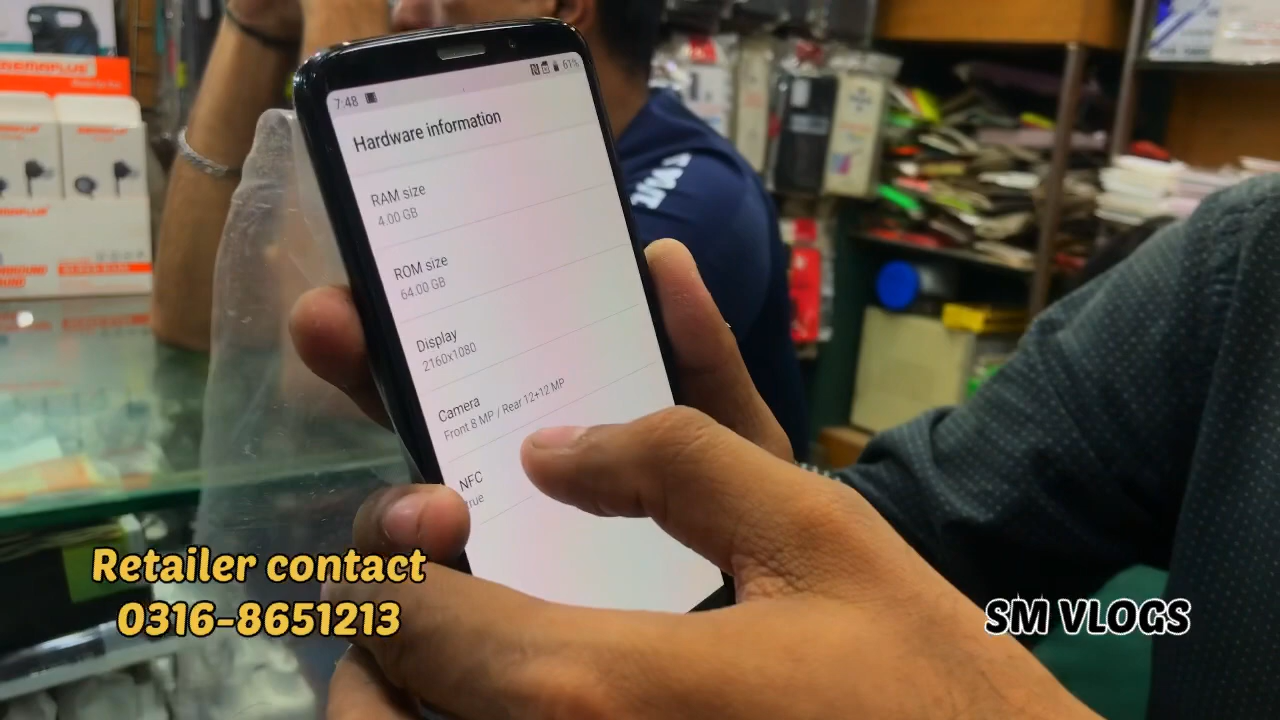 7:48
61%
Hardware information
RAM size
4.00 GB
ROM size
64.00 GB
Display
2160x1080
Camera
Front 8 MP / Rear 12+12 MP
NFC
true
Retailer contact
0316-8651213
SM VLOGS